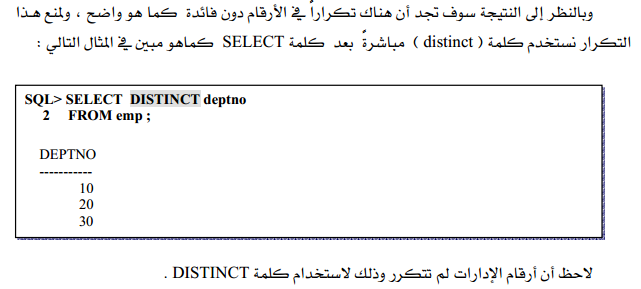 وبالنظر إلى النتيجة سوف تجد أن هناك تكراراً في الأرقام دون فائدة كما هو واضح ، ولمنع هذا
التكرار نستخدم كلمة ( distinct ) مباشرةً بعد كلمة SELECT كماهو مبين في المثال التالي :
SQL> SELECT DISTINCT deptno
2 FROM emp ;
DEPTNO
-----------
10
20
30
لاحظ أن أرقام الإدارات لم تتكرر وذلك لاستخدام كلمة DISTINCT .